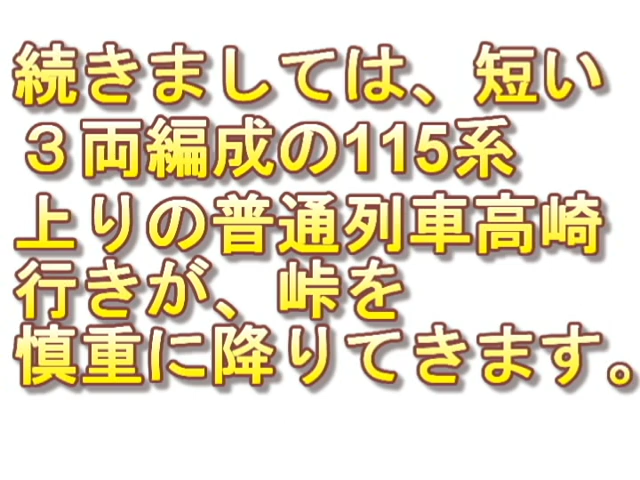 続きましては、短い
３両編成の115系
上りの普通列車高崎
行きが、峠を
慎重に降りてきます。